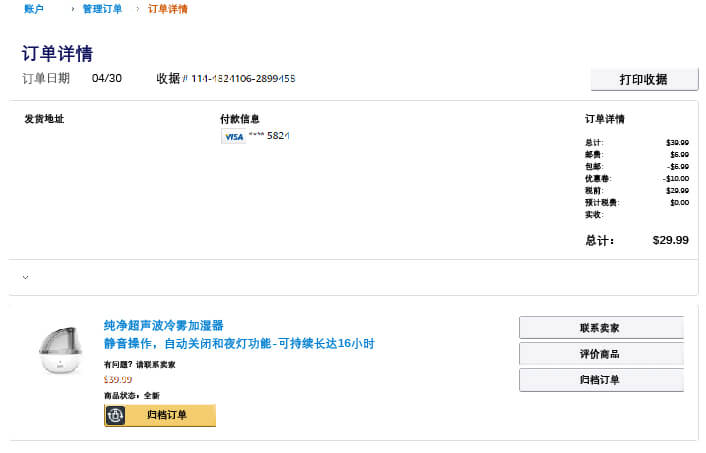 账户 › 管理订单 › 订单详情
订单详情
订单日期 04/30 收据# 114-4824106-2899458
打印收据
发货地址
付款信息
VISA **** 5824
订单详情
总计: $39.99
邮费: $6.99
包邮: -$6.99
优惠卷: -$10.00
税前: $29.99
预计税费: $0.00
实收:
总计： $29.99
纯净超声波冷雾加湿器
静音操作，自动关闭和夜灯功能-可持续长达16小时
有问题？请联系卖家
$39.99
商品状态：全新
归档订单
联系卖家
评价商品
归档订单